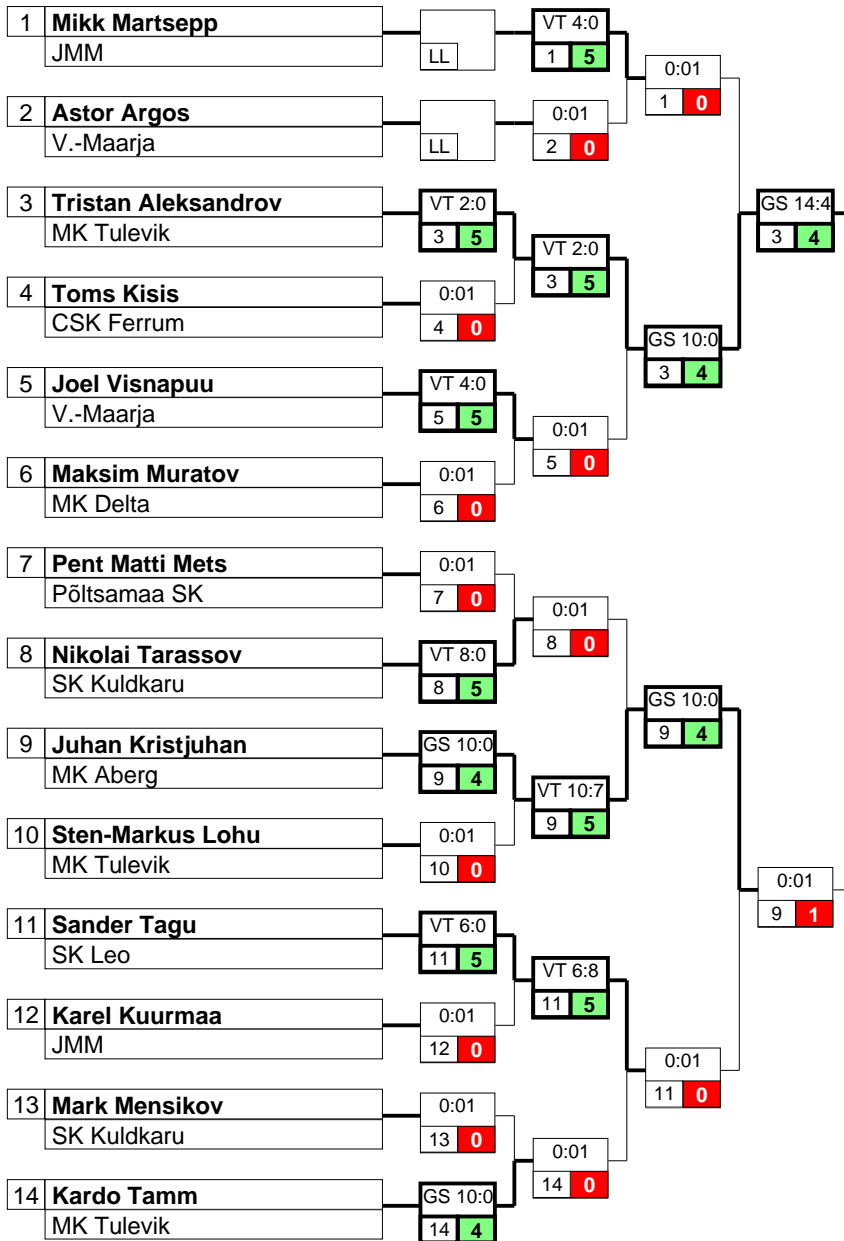 1 Mikk Martsepp VT 4:0
JMM LL 1 5 0:01
1 0
2 Astor Argos 0:01
V.-Maarja LL 2 0
3 Tristan Aleksandrov VT 2:0 GS 14:4
MK Tulevik 3 5 VT 2:0 3 4
3 5
4 Toms Kisis 0:01
CSK Ferrum 4 0 GS 10:0
3 4
5 Joel Visnapuu VT 4:0
V.-Maarja 5 5 0:01
5 0
6 Maksim Muratov 0:01
MK Delta 6 0
7 Pent Matti Mets 0:01
Põltsamaa SK 7 0 0:01
8 0
8 Nikolai Tarassov VT 8:0
SK Kuldkaru 8 5 GS 10:0
9 4
9 Juhan Kristjuhan GS 10:0
MK Aberg 9 4 VT 10:7
9 5
10 Sten-Markus Lohu 0:01
MK Tulevik 10 0 0:01
9 1
11 Sander Tagu VT 6:0
SK Leo 11 5 VT 6:8
11 5
12 Karel Kuurmaa 0:01
JMM 12 0 0:01
11 0
13 Mark Mensikov 0:01
SK Kuldkaru 13 0 0:01
14 0
14 Kardo Tamm GS 10:0
MK Tulevik 14 4